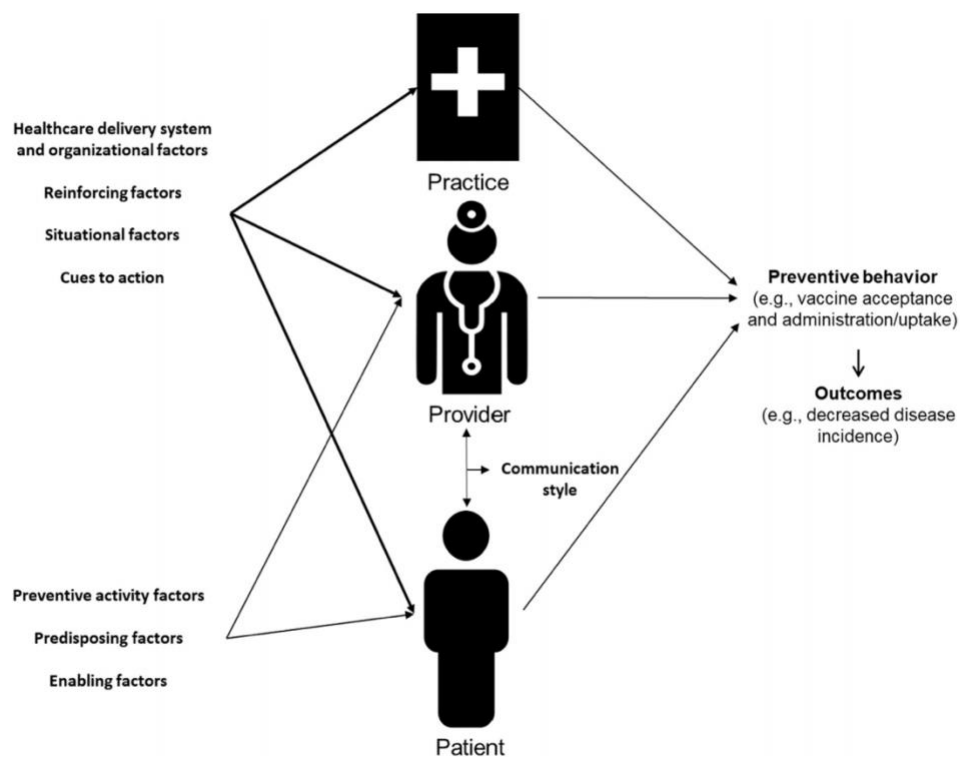 Healthcare delivery system
and organizational factors
Reinforcing factors
Situational factors
Cues to action
Preventive activity factors
Predisposing factors
Enabling factors
Practice
Provider
Communication
style
Patient
Preventive behavior
(e.g., vaccine acceptance
and administration/uptake)
Outcomes
(e.g., decreased disease
incidence)